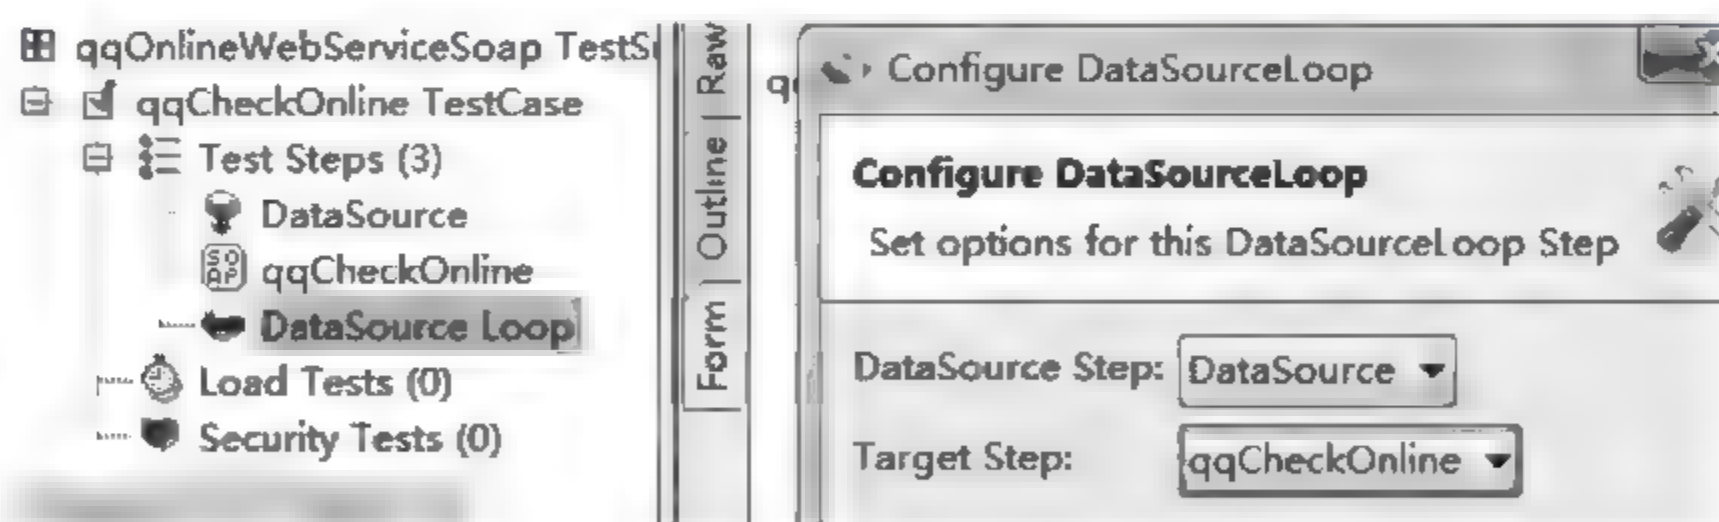 qqOnlineWebServiceSoap
qqCheckOnline TestCase
Test Steps (3)
DataSource
SOAP qqCheckOnline
DataSource Loop
Load Tests (0)
Security Tests (0)
Raw
Outline
Form
Configure DataSourceLoop
Configure DataSourceLoop
Set options for this DataSourceLoop Step
DataSource Step: DataSource
Target Step: qqCheckOnline